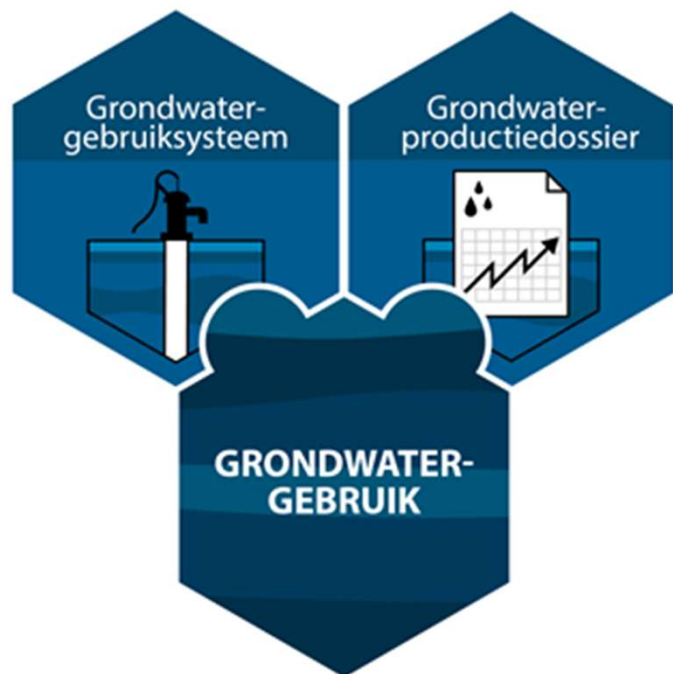 Grondwater-
gebruiksysteem
Grondwater-
productiedossier
GRONDWATER-
GEBRUIK